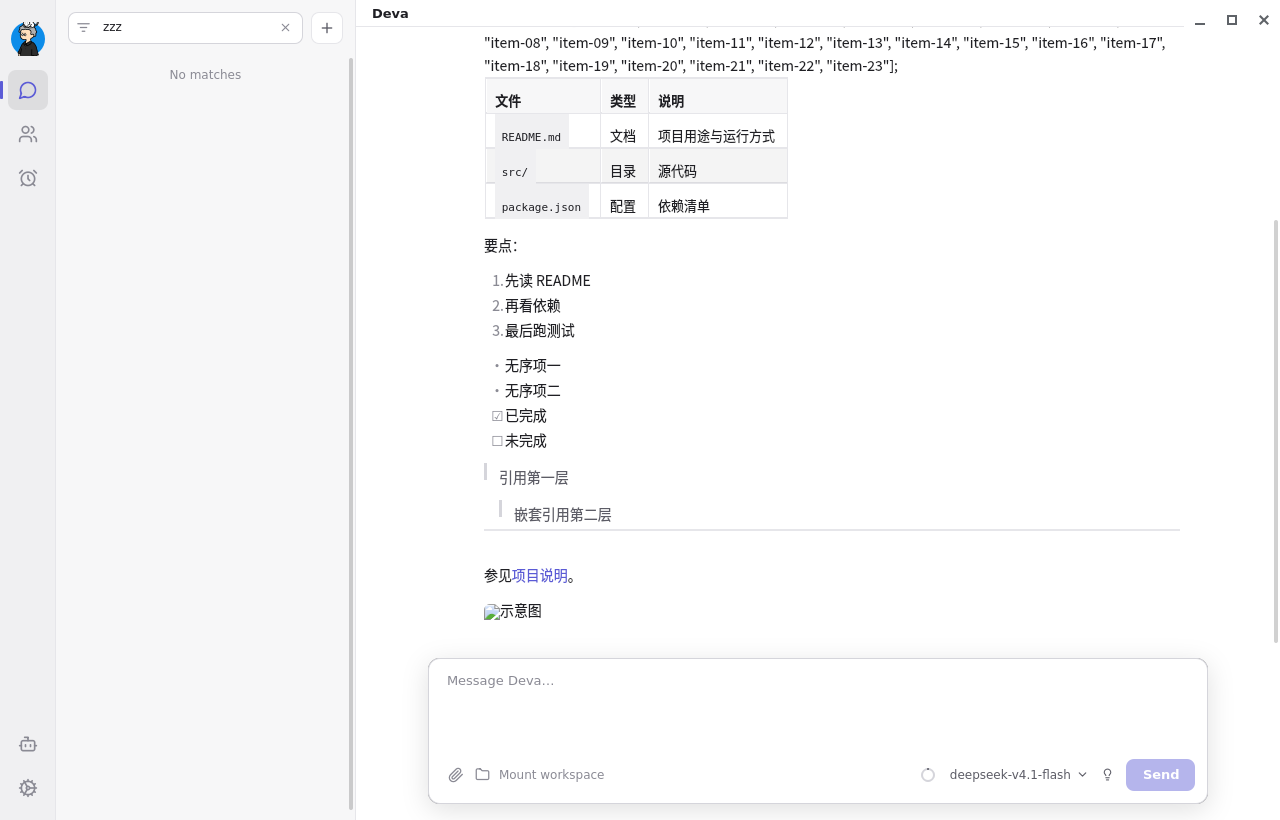 zzz
No matches
Deva
"item-08", "item-09", "item-10", "item-11", "item-12", "item-13", "item-14", "item-15", "item-16", "item-17",
"item-18", "item-19", "item-20", "item-21", "item-22", "item-23"];
文件 类型 说明
README.md 文档 项目用途与运行方式
src/ 目录 源代码
package.json 配置 依赖清单
要点：
1. 先读 README
2. 再看依赖
3. 最后跑测试
• 无序项一
• 无序项二
☑ 已完成
☐ 未完成
引用第一层
嵌套引用第二层
参见项目说明。
示意图
Message Deva...
Mount workspace
deepseek-v4.1-flash
Send